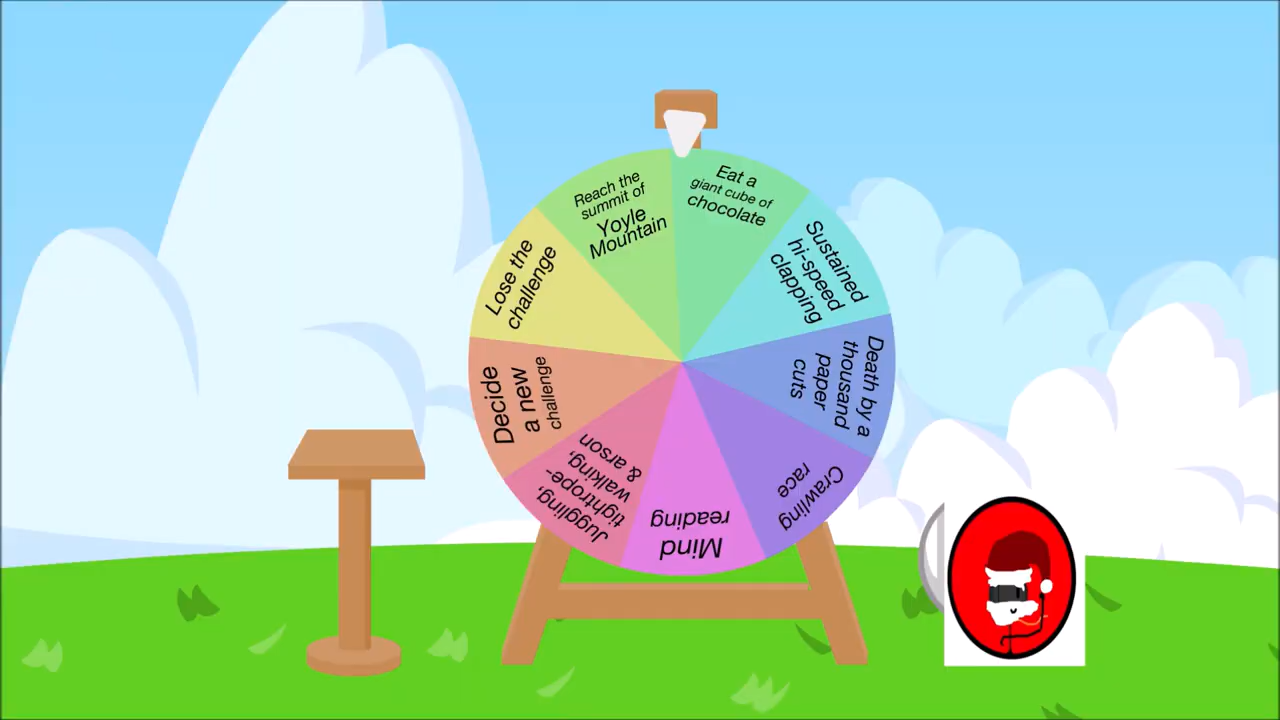 Eat a
giant cube of
chocolate
Sustained
hi-speed
clapping
Death by a
thousand
paper
cuts
Crawling
race
Mind
reading
Juggling,
tightrope-
walking,
& arson
Decide
a new
challenge
Lose the
challenge
Reach the
summit of
Yoyle
Mountain